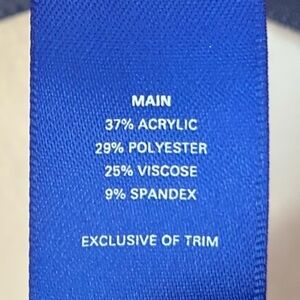 MAIN
37% ACRYLIC
29% POLYESTER
25% VISCOSE
9% SPANDEX
EXCLUSIVE OF TRIM